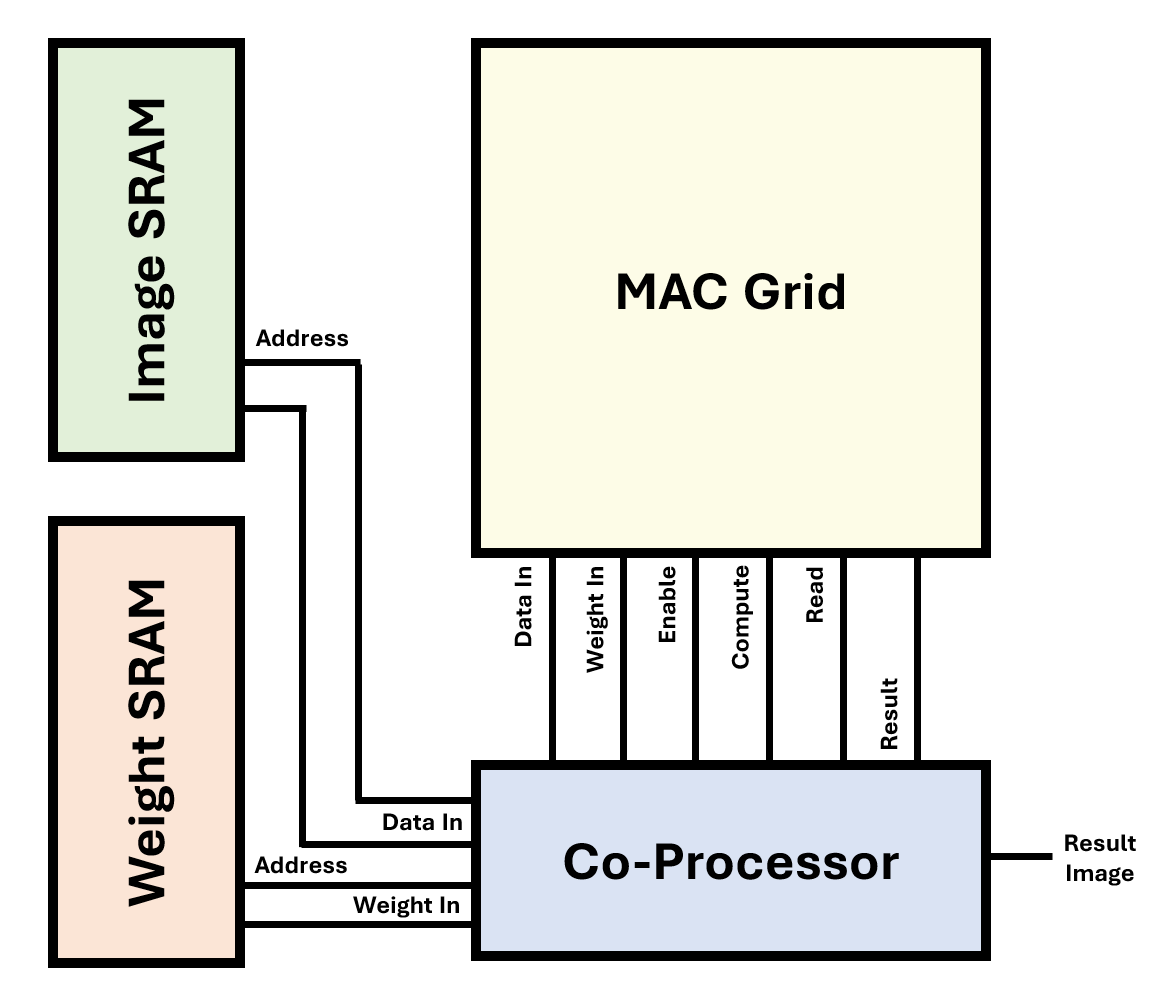 Image SRAM
MAC Grid
Address
Weight SRAM
Data In
Weight In
Enable
Compute
Read
Result
Data In
Address
Weight In
Co-Processor
Result
Image